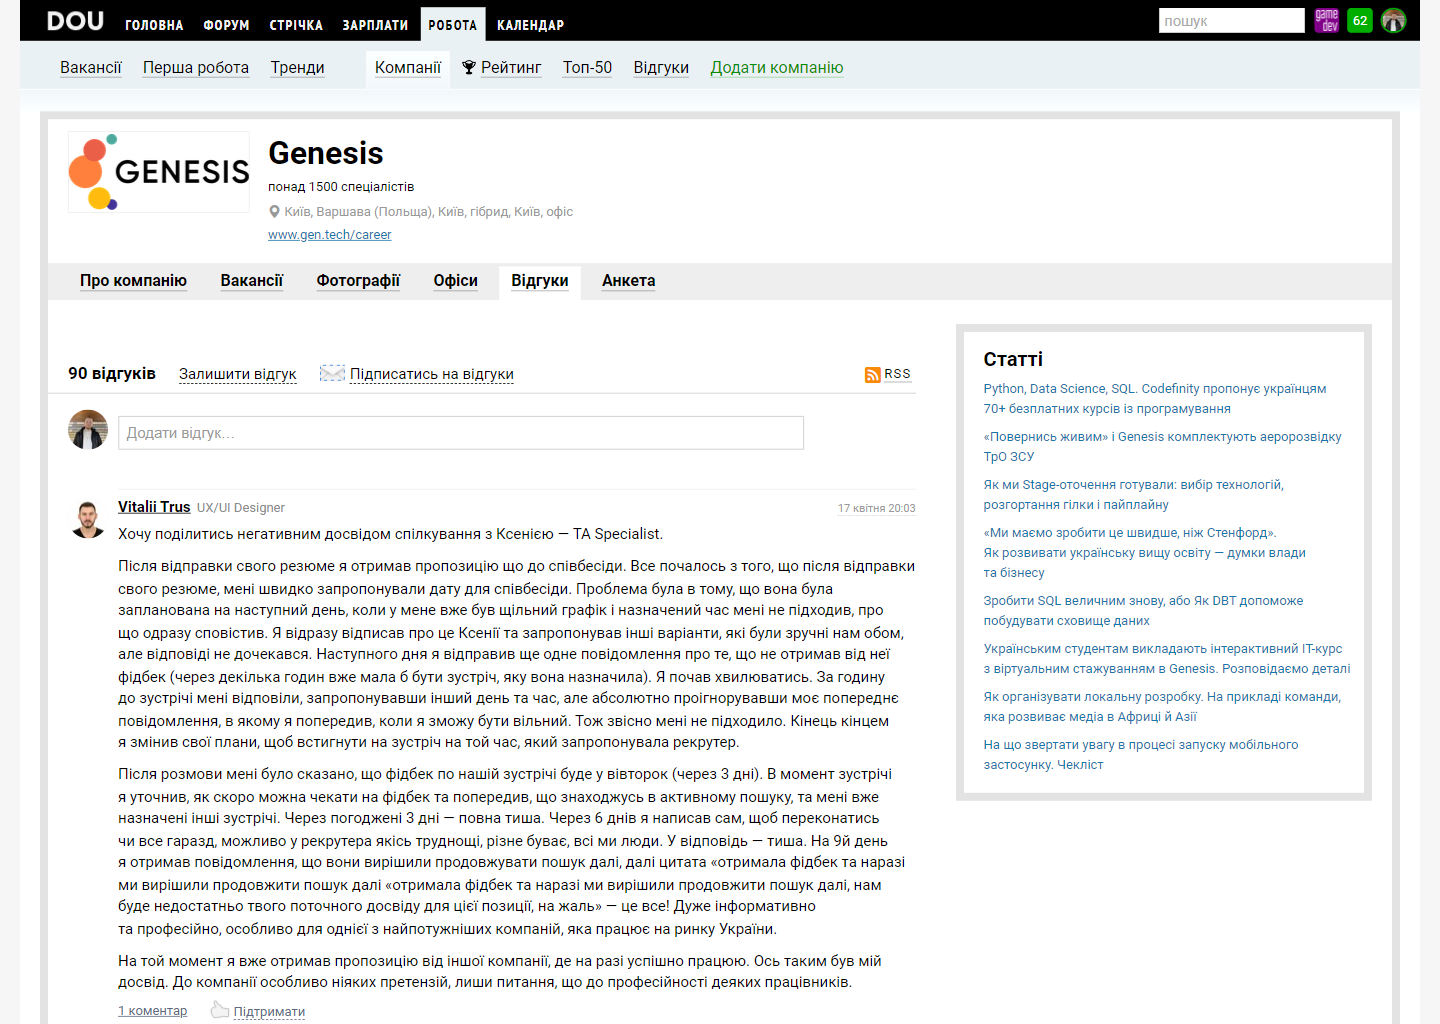 DOU
ГОЛОВНА
ФОРУМ
СТРІЧКА
ЗАРПЛАТИ
РОБОТА
КАЛЕНДАР
пошук
game dev
62
Вакансії
Перша робота
Тренди
Компанії
Рейтинг
Топ-50
Відгуки
Додати компанію
GENESIS
Genesis
понад 1500 спеціалістів
Київ, Варшава (Польща), Київ, гібрид, Київ, офіс
www.gen.tech/career
Про компанію
Вакансії
Фотографії
Офіси
Відгуки
Анкета
90 відгуків
Залишити відгук
Підписатись на відгуки
RSS
Додати відгук...
Vitalii Trus UX/UI Designer
17 квітня 20:03
Хочу поділитись негативним досвідом спілкування з Ксенією — TA Specialist.
Після відправки свого резюме я отримав пропозицію що до співбесіди. Все почалось з того, що після відправки
свого резюме, мені швидко запропонували дату для співбесіди. Проблема була в тому, що вона була
запланована на наступний день, коли у мене вже був щільний графік і назначений час мені не підходив, про
що одразу сповістив. Я відразу відписав про це Ксенії та запропонував інші варіанти, які були зручні нам обом,
але відповіді не дочекався. Наступного дня я відправив ще одне повідомлення про те, що не отримав від неї
фідбек (через декілька годин вже мала б бути зустріч, яку вона назначила). Я почав хвилюватись. За годину
до зустрічі мені відповіли, запропонувавши інший день та час, але абсолютно проігнорувавши моє попереднє
повідомлення, в якому я попередив, коли я зможу бути вільний. Тож звісно мені не підходило. Кінець кінцем
я змінив свої плани, щоб встигнути на зустріч на той час, який запропонувала рекрутер.
Після розмови мені було сказано, що фідбек по нашій зустрічі буде у вівторок (через 3 дні). В момент зустрічі
я уточнив, як скоро можна чекати на фідбек та попередив, що знаходжусь в активному пошуку, та мені вже
назначені інші зустрічі. Через погоджені 3 дні — повна тиша. Через 6 днів я написав сам, щоб переконатись
чи все гаразд, можливо у рекрутера якісь труднощі, різне буває, всі ми люди. У відповідь — тиша. На 9й день
я отримав повідомлення, що вони вирішили продовжувати пошук далі, далі цитата «отримала фідбек та наразі
ми вирішили продовжити пошук далі «отримала фідбек та наразі ми вирішили продовжити пошук далі, нам
буде недостатньо твого поточного досвіду для цієї позиції, на жаль» — це все! Дуже інформативно
та професійно, особливо для однієї з найпотужніших компаній, яка працює на ринку України.
На той момент я вже отримав пропозицію від іншої компанії, де на разі успішно працюю. Ось таким був мій
досвід. До компанії особливо ніяких претензій, лиши питання, що до професійності деяких працівників.
1 коментар
Підтримати
Статті
Python, Data Science, SQL. Codefinity пропонує українцям
70+ безплатних курсів із програмування
«Повернись живим» і Genesis комплектують аеророзвідку
ТрО ЗСУ
Як ми Stage-оточення готували: вибір технологій,
розгортання гілки і пайплайну
«Ми маємо зробити це швидше, ніж Стенфорд».
Як розвивати українську вищу освіту — думки влади
та бізнесу
Зробити SQL величним знову, або Як DBT допоможе
побудувати сховище даних
Українським студентам викладають інтерактивний IT-курс
з віртуальним стажуванням в Genesis. Розповідаємо деталі
Як організувати локальну розробку. На прикладі команди,
яка розвиває медіа в Африці й Азії
На що звертати увагу в процесі запуску мобільного
застосунку. Чекліст